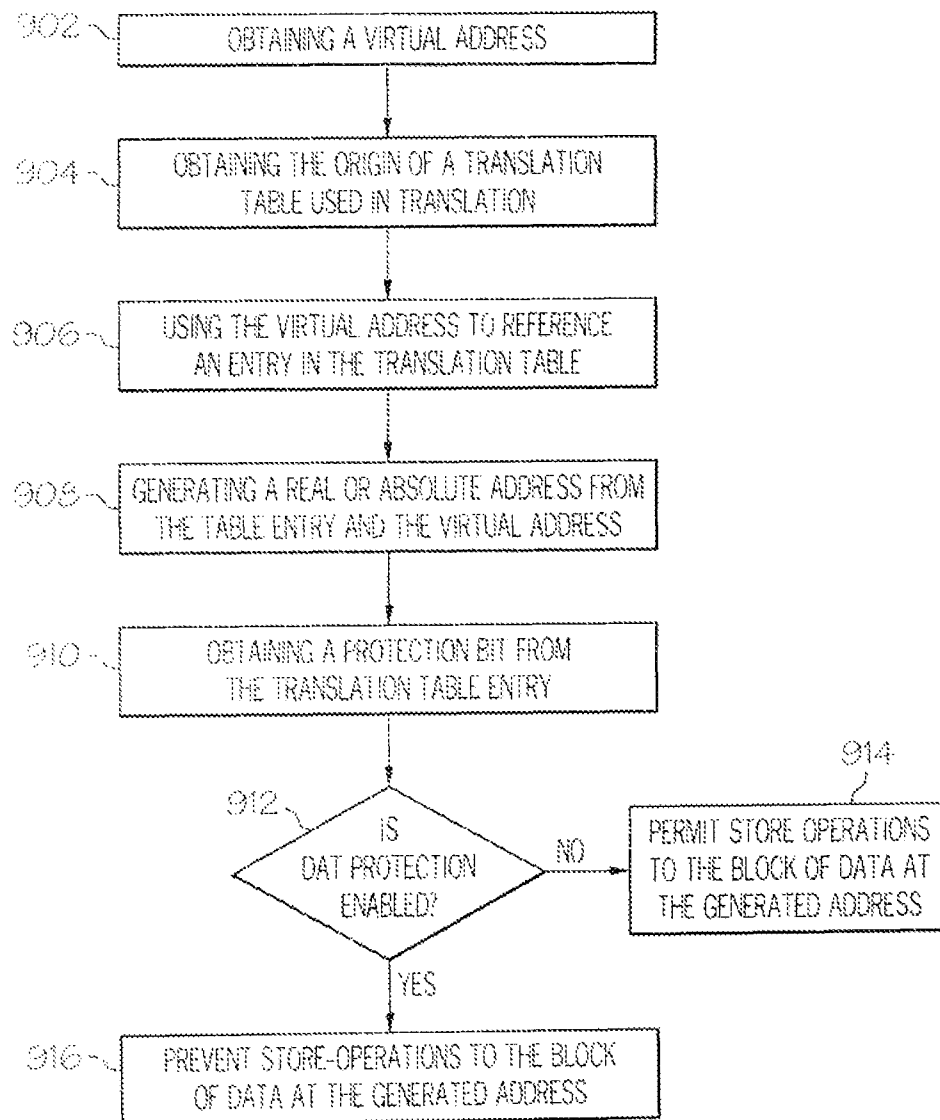 902
OBTAINING A VIRTUAL ADDRESS
904
OBTAINING THE ORIGIN OF A TRANSLATION
TABLE USED IN TRANSLATION
906
USING THE VIRTUAL ADDRESS TO REFERENCE
AN ENTRY IN THE TRANSLATION TABLE
908
GENERATING A REAL OR ABSOLUTE ADDRESS FROM
THE TABLE ENTRY AND THE VIRTUAL ADDRESS
910
OBTAINING A PROTECTION BIT FROM
THE TRANSLATION TABLE ENTRY
912
IS
DAT PROTECTION
ENABLED?
NO
914
PERMIT STORE OPERATIONS
TO THE BLOCK OF DATA AT
THE GENERATED ADDRESS
YES
916
PREVENT STORE-OPERATIONS TO THE BLOCK
OF DATA AT THE GENERATED ADDRESS